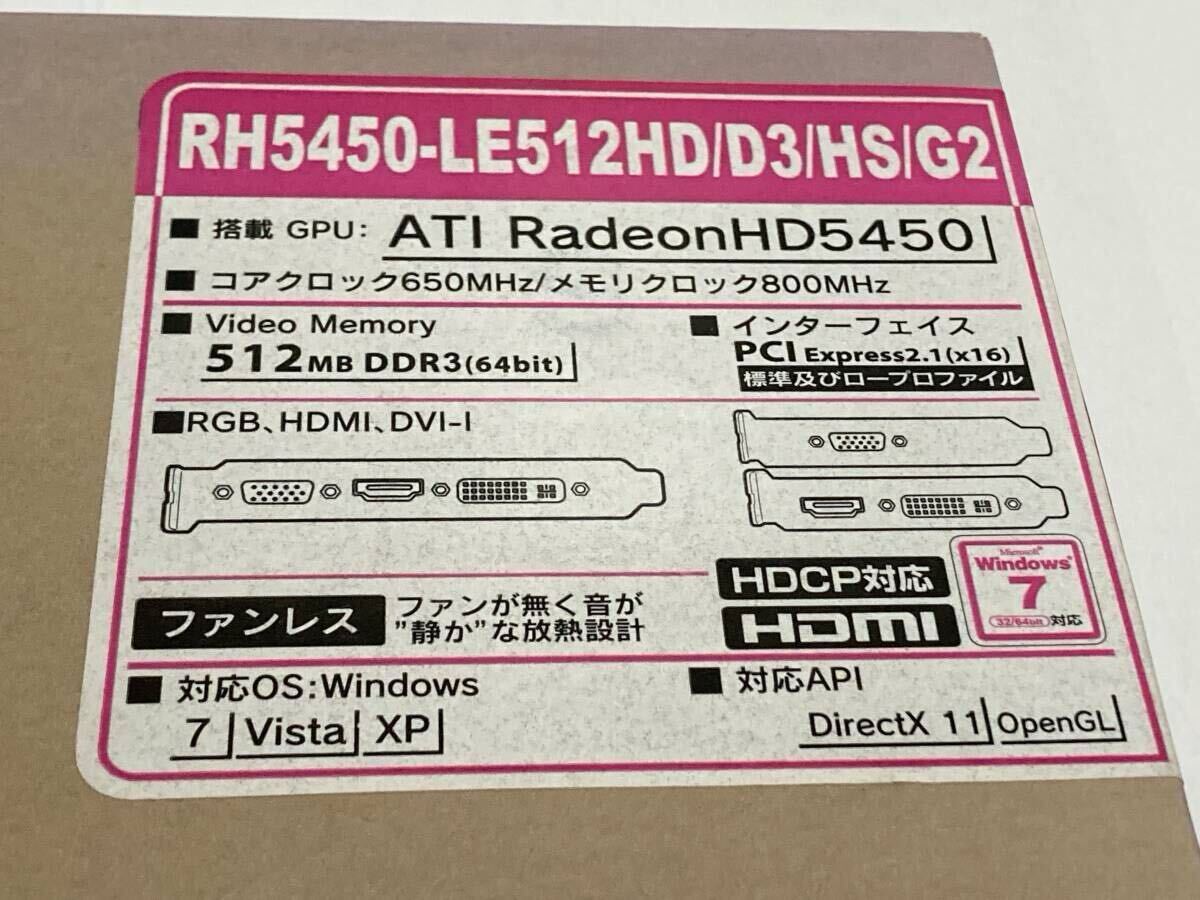 RH5450-LE512HD/D3/HS/G2
■ 搭載 GPU: ATI RadeonHD5450
■ コアクロック650MHz/メモリクロック800MHz
■ Video Memory
512MB DDR3(64bit)
■ インターフェイス
PCI Express2.1(x16)
標準及びロープロファイル
■RGB、HDMI、DVI-I
ファンレス
ファンが無く音が
"静か"な放熱設計
HDCP対応
HDMI
Microsoft®
Windows®
7
32/64bit 対応
■ 対応OS:Windows
7 Vista XP
■ 対応API
DirectX 11 OpenGL